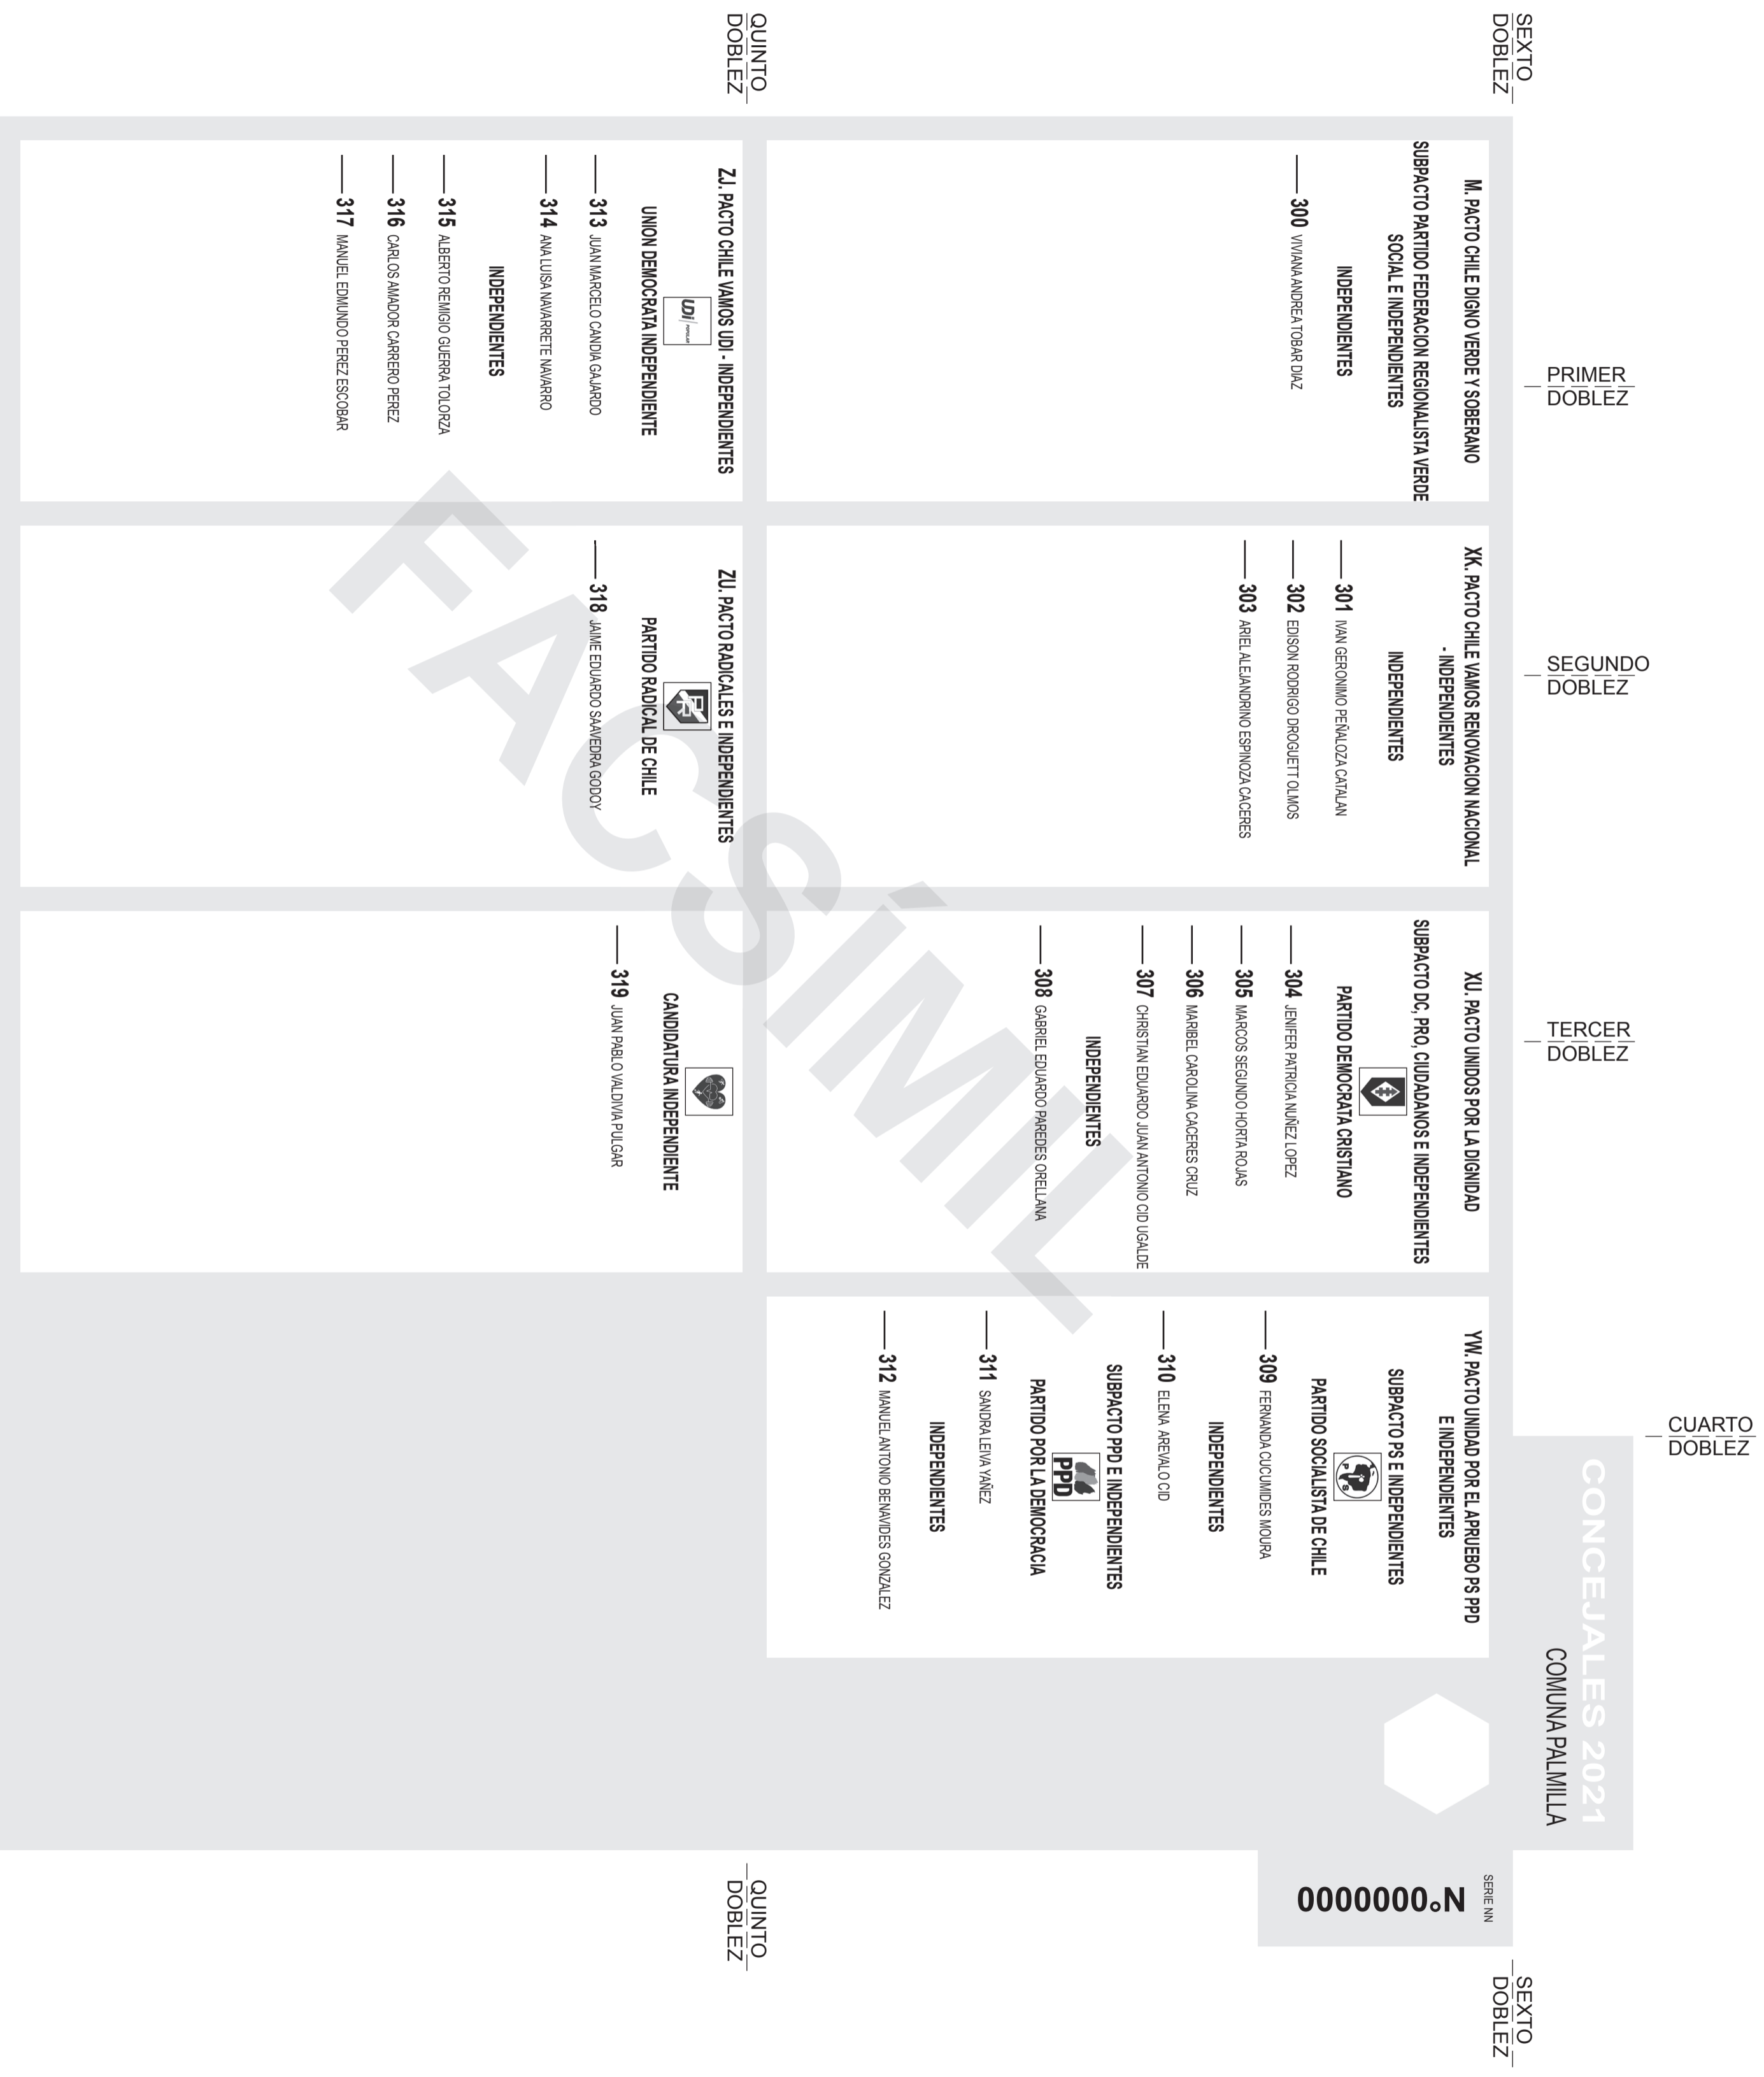 SEXTO
DOBLEZ
QUINTO
DOBLEZ
PRIMER
DOBLEZ
SEGUNDO
DOBLEZ
TERCER
DOBLEZ
CUARTO
DOBLEZ
CONCEJALES 2021
COMUNA PALMILLA
SERIE NN
N°0000000
M. PACTO CHILE DIGNO VERDE Y SOBERANO
SUBPACTO PARTIDO FEDERACION REGIONALISTA VERDE
SOCIAL E INDEPENDIENTES
INDEPENDIENTES
300 VIVIANA ANDREA TOBAR DIAZ
XK. PACTO CHILE VAMOS RENOVACION NACIONAL
- INDEPENDIENTES
INDEPENDIENTES
301 IVAN GERONIMO PEÑALOZA CATALAN
302 EDISON RODRIGO DROGUETT OLMOS
303 ARIEL ALEJANDRINO ESPINOZA CACERES
XU. PACTO UNIDOS POR LA DIGNIDAD
SUBPACTO DC, PRO, CIUDADANOS E INDEPENDIENTES
PARTIDO DEMOCRATA CRISTIANO
304 JENIFER PATRICIA NUÑEZ LOPEZ
305 MARCOS SEGUNDO HORTA ROJAS
306 MARIBEL CAROLINA CACERES CRUZ
307 CHRISTIAN EDUARDO JUAN ANTONIO CID UGALDE
INDEPENDIENTES
308 GABRIEL EDUARDO PAREDES ORELLANA
YW. PACTO UNIDAD POR EL APRUEBO PS PPD
E INDEPENDIENTES
SUBPACTO PS E INDEPENDIENTES
P S
PARTIDO SOCIALISTA DE CHILE
309 FERNANDA CUCUMIDES MOURA
INDEPENDIENTES
310 ELENA AREVALO CID
SUBPACTO PPD E INDEPENDIENTES
PPD
PARTIDO POR LA DEMOCRACIA
311 SANDRA LEIVA YAÑEZ
INDEPENDIENTES
312 MANUEL ANTONIO BENAVIDES GONZALEZ
ZJ. PACTO CHILE VAMOS UDI - INDEPENDIENTES
UDi POPULAR
UNION DEMOCRATA INDEPENDIENTE
313 JUAN MARCELO CANDIA GAJARDO
314 ANA LUISA NAVARRETE NAVARRO
INDEPENDIENTES
315 ALBERTO REMIGIO GUERRA TOLORZA
316 CARLOS AMADOR CARRERO PEREZ
317 MANUEL EDMUNDO PEREZ ESCOBAR
ZU. PACTO RADICALES E INDEPENDIENTES
PR
PARTIDO RADICAL DE CHILE
318 JAIME EDUARDO SAAVEDRA GODOY
CANDIDATURA INDEPENDIENTE
319 JUAN PABLO VALDIVIA PULGAR
FACSÍMIL
QUINTO
DOBLEZ
SEXTO
DOBLEZ